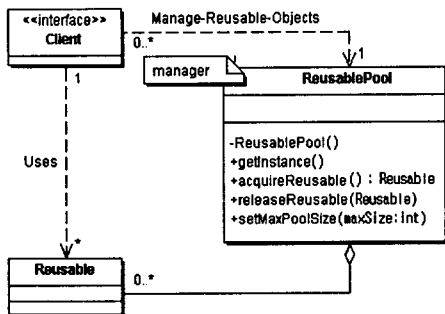 <<interface>>
Client
Manage-Reusable-Objects
0..*
1
1
manager
ReusablePool
-ReusablePool()
+getInstance()
+acquireReusable() : Reusable
+releaseReusable(Reusable)
+setMaxPoolSize(maxSize:int)
Uses
*
Reusable
0..*